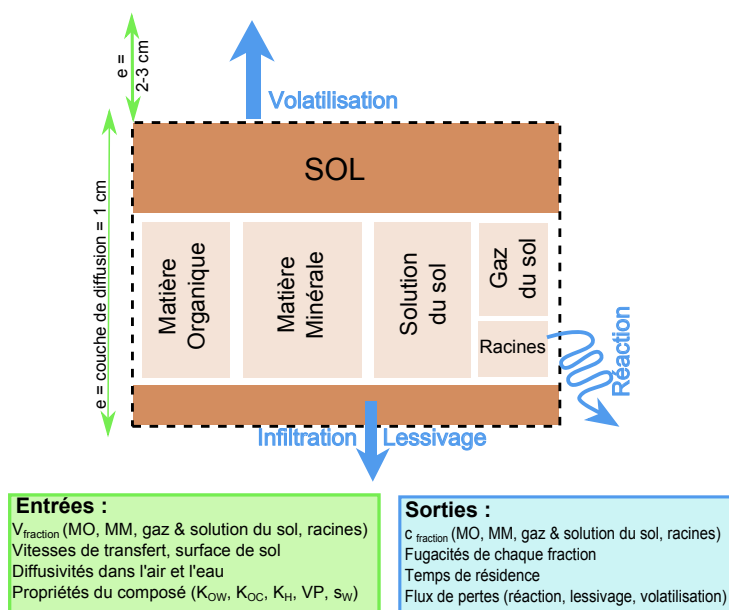 e =
2-3 cm
Volatilisation
e = couche de diffusion = 1 cm
SOL
Matière
Organique
Matière
Minérale
Solution
du sol
Gaz
du sol
Racines
Réaction
Infiltration
Lessivage
Entrées :
Vfraction (MO, MM, gaz & solution du sol, racines)
Vitesses de transfert, surface de sol
Diffusivités dans l'air et l'eau
Propriétés du composé (KOW, KOC, KH, VP, sW)
Sorties :
c fraction (MO, MM, gaz & solution du sol, racines)
Fugacités de chaque fraction
Temps de résidence
Flux de pertes (réaction, lessivage, volatilisation)